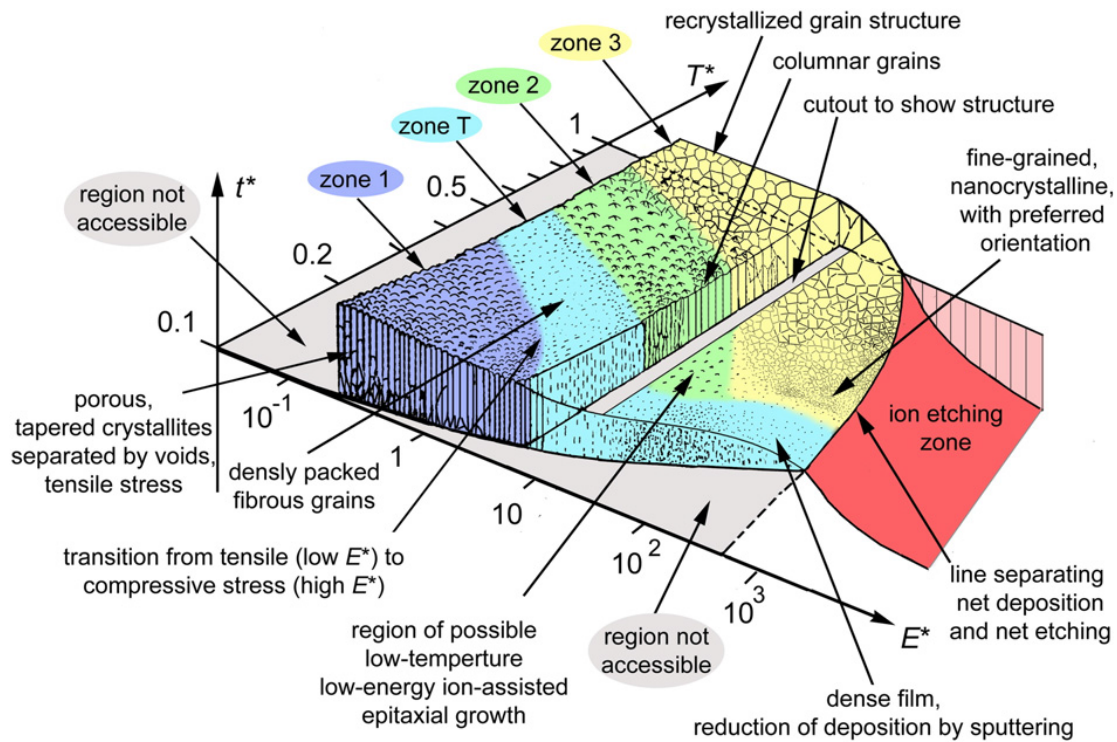 recrystallized grain structure
zone 3
T*
columnar grains
zone 2
cutout to show structure
zone T
1
fine-grained,
nanocrystalline,
with preferred
orientation
zone 1
0.5
t*
region not
accessible
0.2
0.1
10-1
porous,
tapered crystallites
separated by voids,
tensile stress
1
densly packed
fibrous grains
ion etching
zone
10
transition from tensile (low E*) to
compressive stress (high E*)
10²
10³
line separating
net deposition
and net etching
E*
region of possible
low-temperture
low-energy ion-assisted
epitaxial growth
region not
accessible
dense film,
reduction of deposition by sputtering